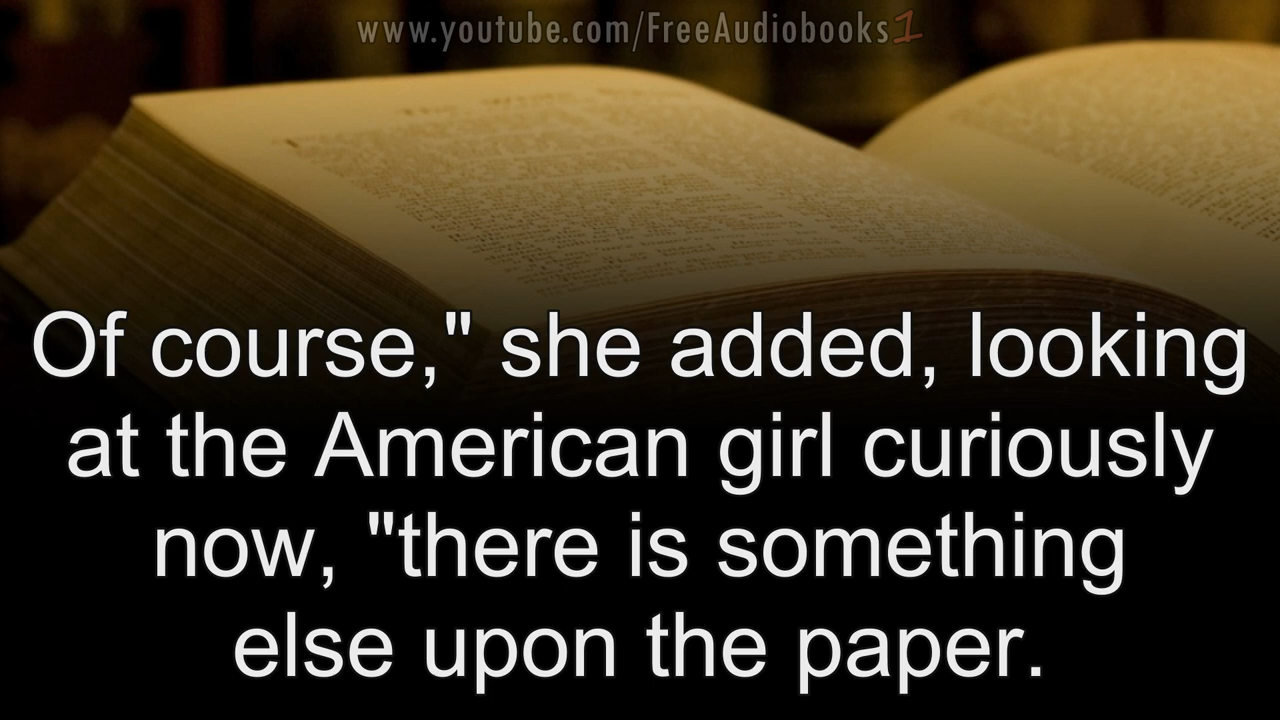 www.youtube.com/FreeAudiobooks1
Of course," she added, looking
at the American girl curiously
now, "there is something
else upon the paper.